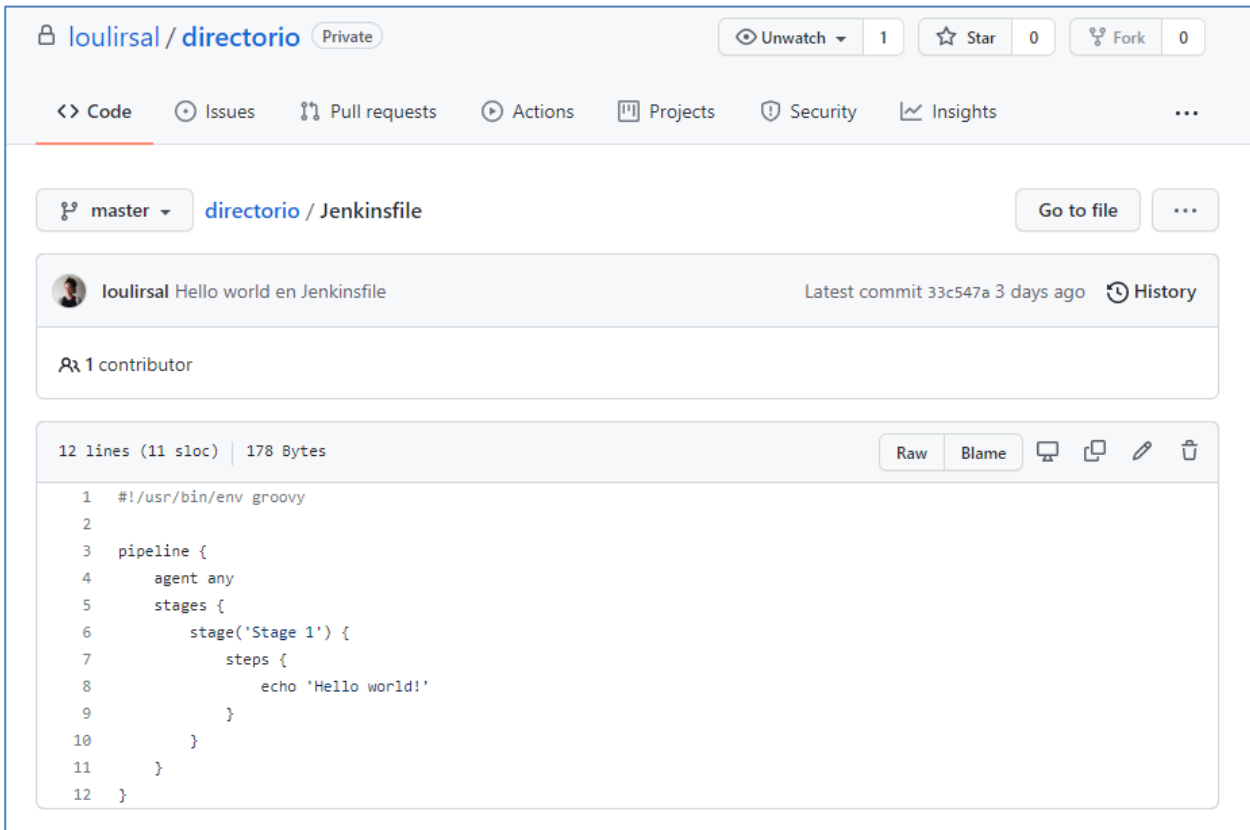 loulirsal / directorio Private Unwatch 1 Star 0 Fork 0
Code Issues Pull requests Actions Projects Security Insights ...
master directorio / Jenkinsfile Go to file ...
loulirsal Hello world en Jenkinsfile Latest commit 33c547a 3 days ago History
1 contributor
12 lines (11 sloc) 178 Bytes Raw Blame
1 #!/usr/bin/env groovy
2
3 pipeline {
4     agent any
5     stages {
6         stage('Stage 1') {
7             steps {
8                 echo 'Hello world!'
9             }
10         }
11     }
12 }